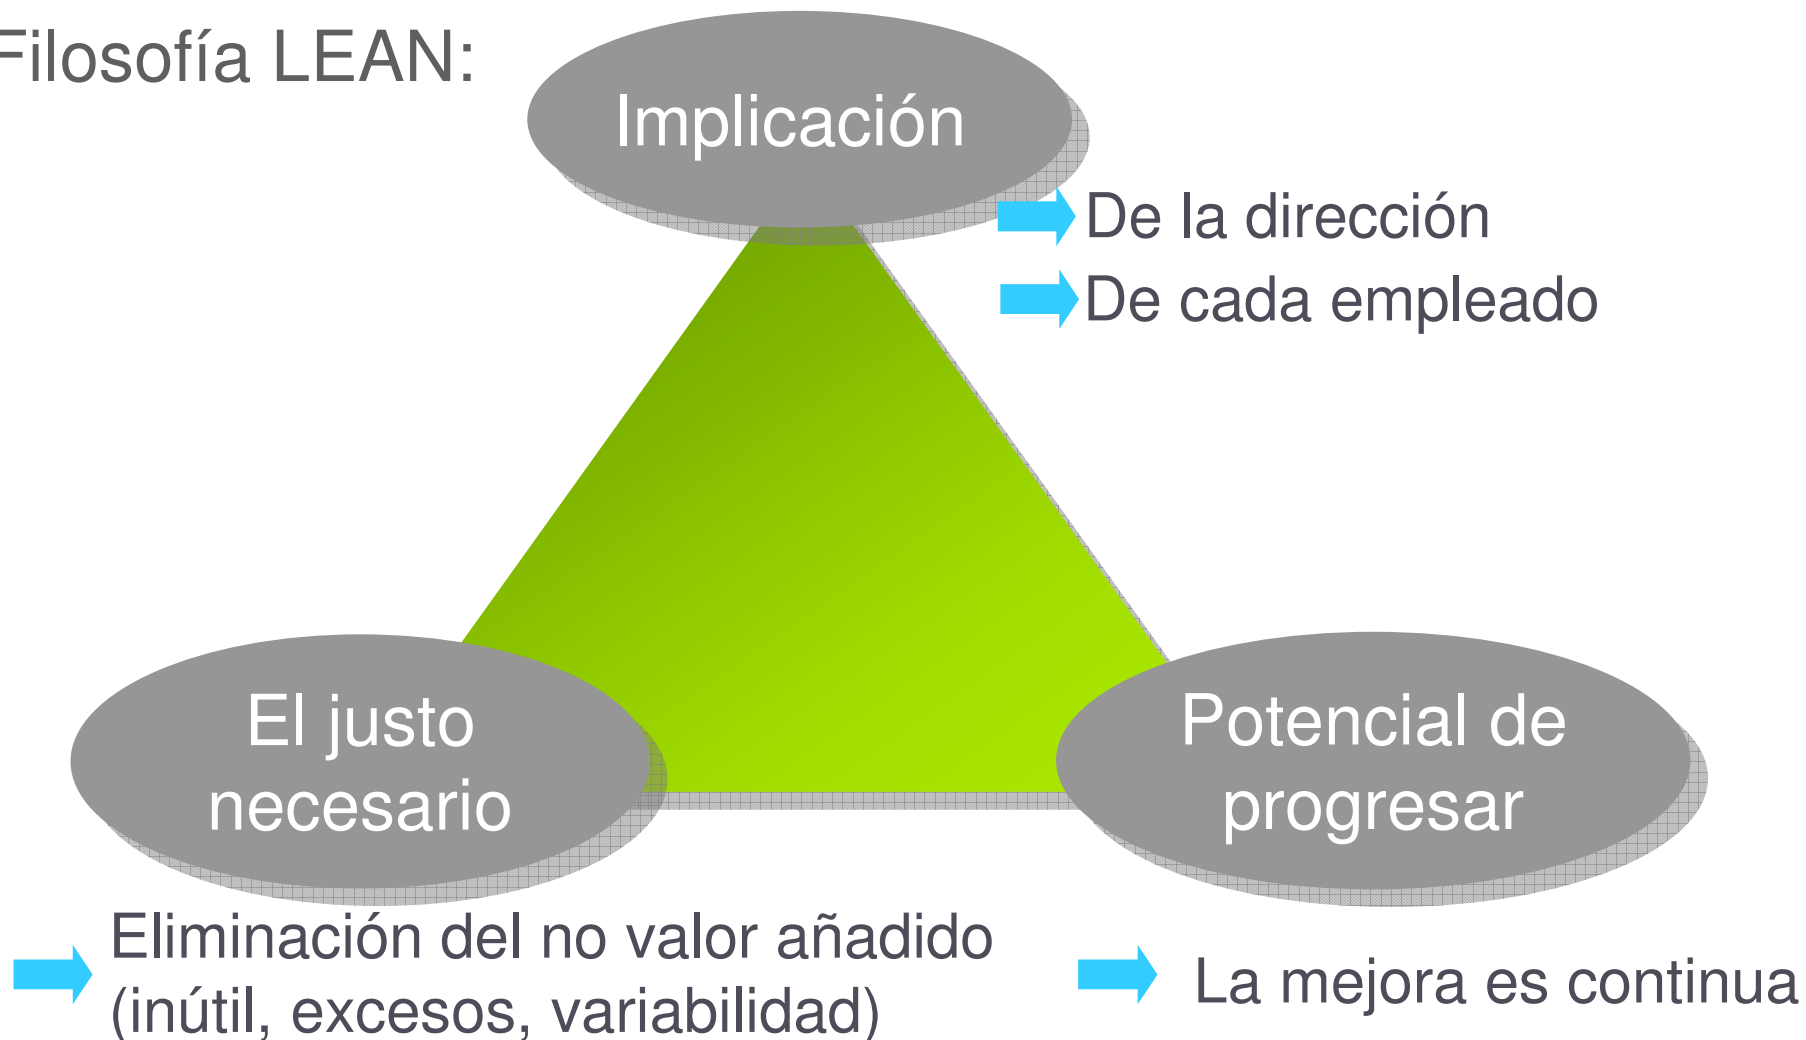 Filosofía LEAN:
Implicación
De la dirección
De cada empleado
El justo
necesario
Potencial de
progresar
Eliminación del no valor añadido
(inútil, excesos, variabilidad)
La mejora es continua